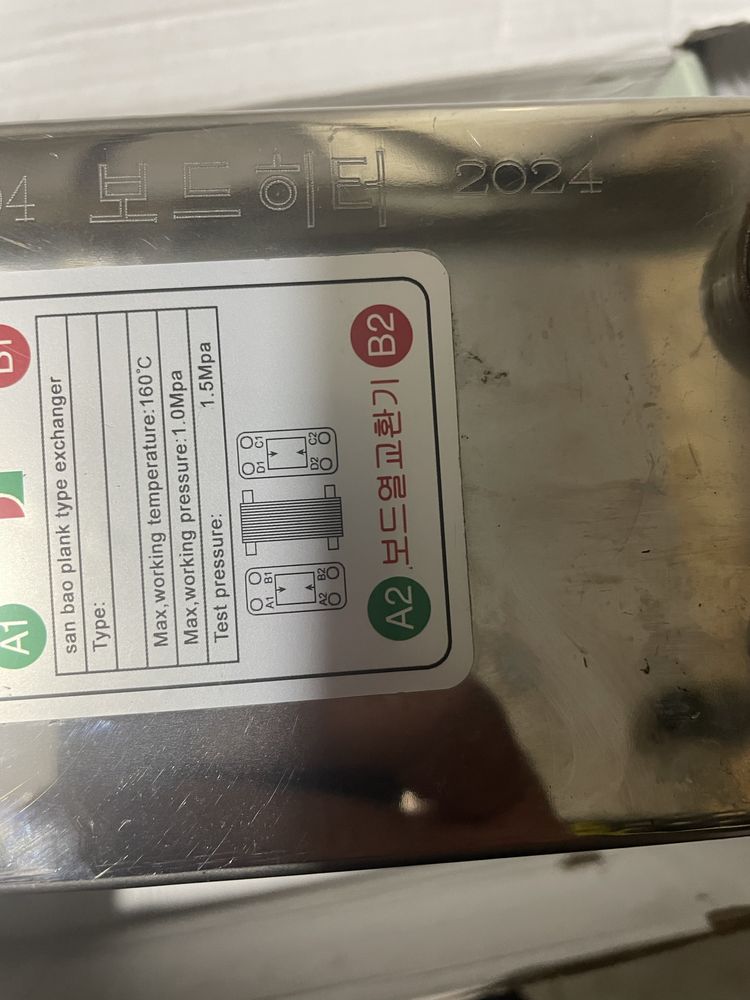 04 보드히터 2024
A1
B1
san bao plank type exchanger
Type:
Max,working temperature:160℃
Max,working pressure:1.0Mpa
Test pressure: 1.5Mpa
A1 B1
A2 B2
D1 C1
D2 C2
A2 보드열교환기 B2